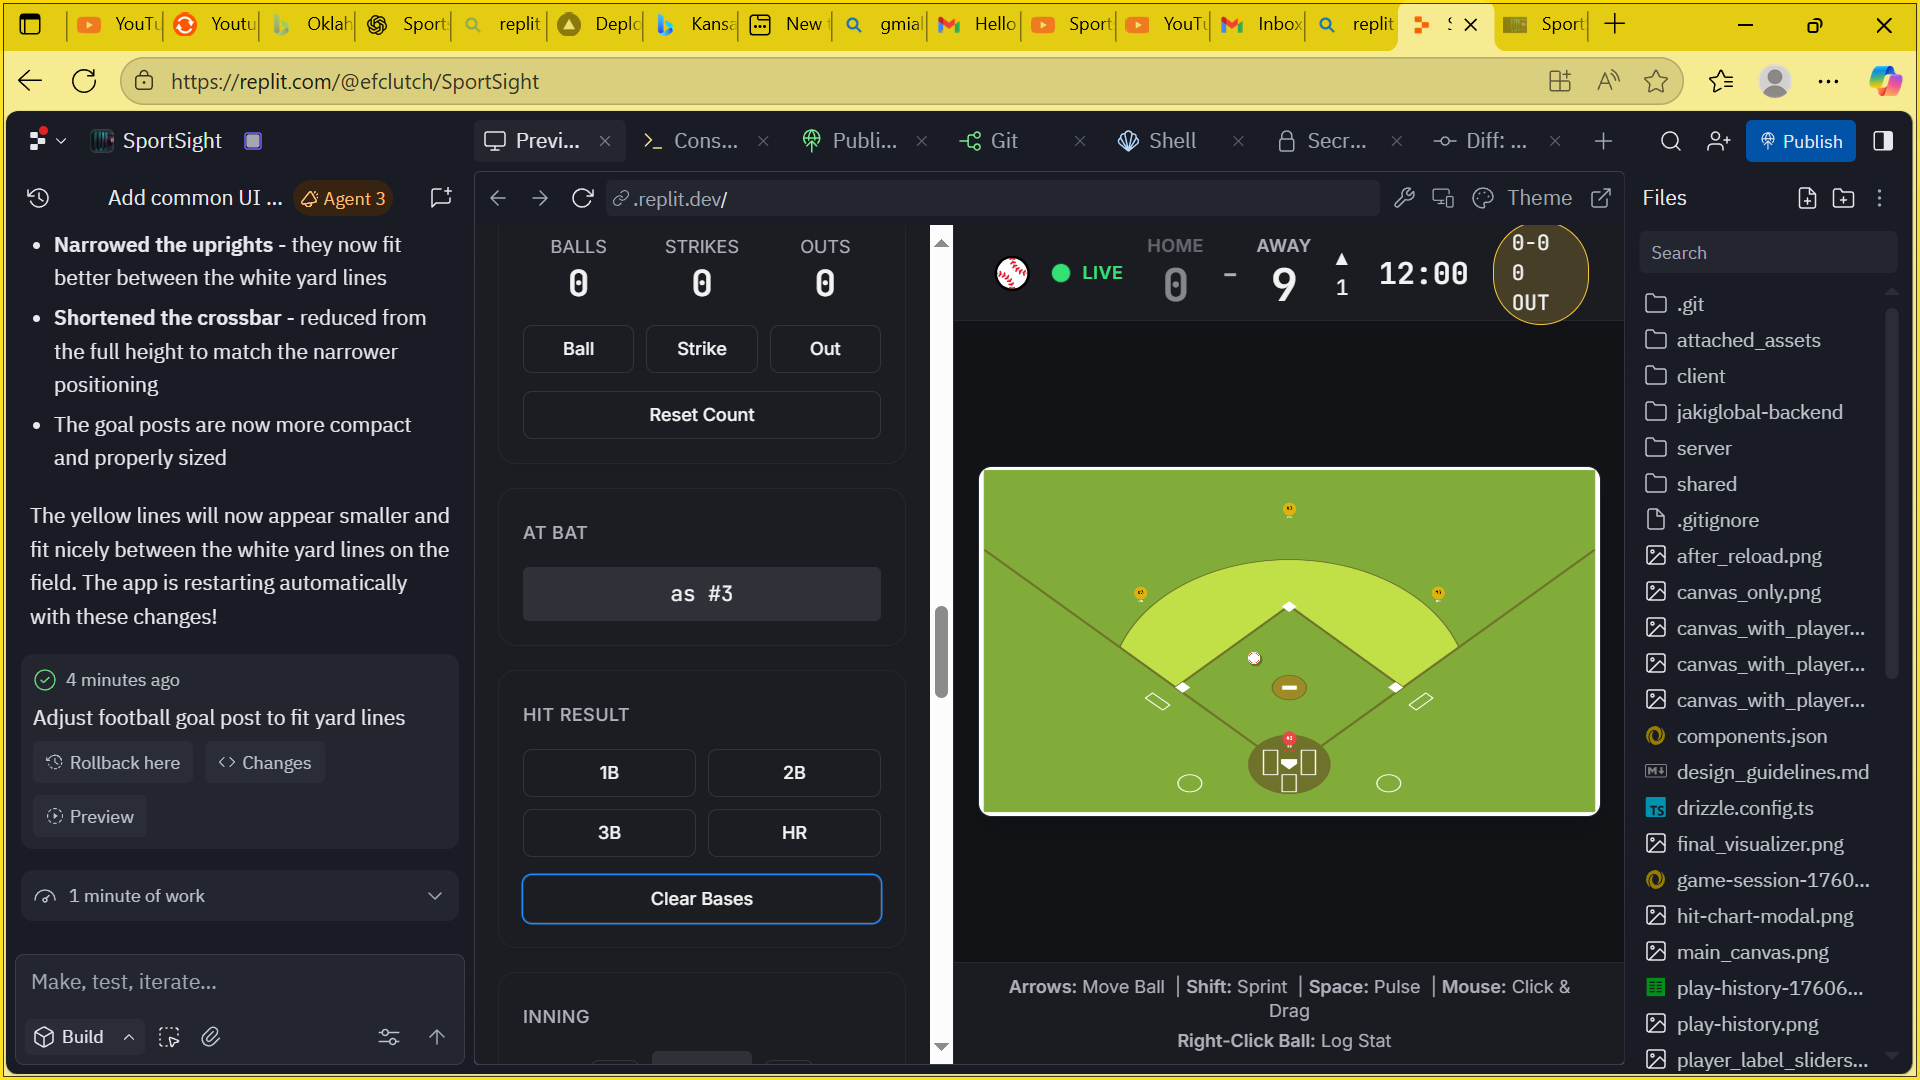 YouTu
Youtu
Oklah
Sport:
replit
Deplo
Kansa
New
gmial
Hello
Sport:
YouTu
Inbox
replit
Sport
https://replit.com/@efclutch/SportSight
SportSight
Previ...
Cons...
Publi...
Git
Shell
Secr...
Diff: ...
Publish
Add common UI ...
Agent 3
.replit.dev/
Theme
Files
Search
Narrowed the uprights - they now fit
better between the white yard lines
Shortened the crossbar - reduced from
the full height to match the narrower
positioning
The goal posts are now more compact
and properly sized
The yellow lines will now appear smaller and
fit nicely between the white yard lines on the
field. The app is restarting automatically
with these changes!
4 minutes ago
Adjust football goal post to fit yard lines
Rollback here
Changes
Preview
1 minute of work
Make, test, iterate...
Build
BALLS STRIKES OUTS
0 0 0
Ball Strike Out
Reset Count
AT BAT
as #3
HIT RESULT
1B 2B
3B HR
Clear Bases
INNING
LIVE
HOME
0
-
AWAY
9
▲
1
12:00
0-0
0
OUT
Arrows: Move Ball | Shift: Sprint | Space: Pulse | Mouse: Click &
Drag
Right-Click Ball: Log Stat
.git
attached_assets
client
jakiglobal-backend
server
shared
.gitignore
after_reload.png
canvas_only.png
canvas_with_player...
canvas_with_player...
canvas_with_player...
components.json
design_guidelines.md
TS
drizzle.config.ts
final_visualizer.png
game-session-1760...
hit-chart-modal.png
main_canvas.png
play-history-17606...
play-history.png
player_label_sliders...